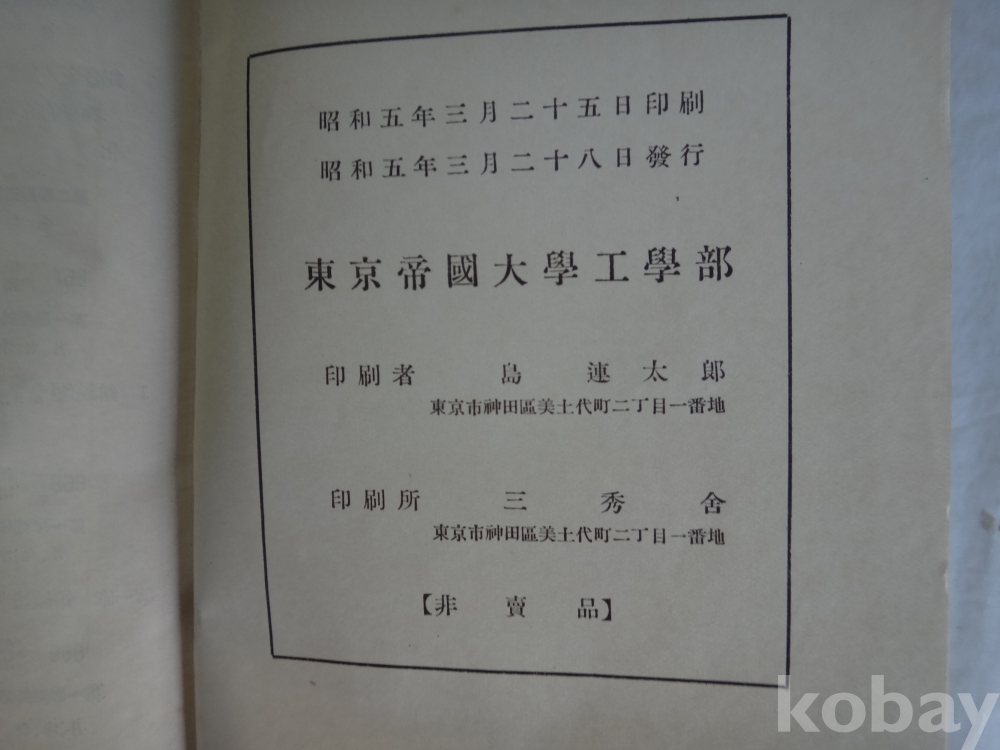 昭和五年三月二十五日印刷
昭和五年三月二十八日發行
東京帝國大學工學部
印刷者 島 連太郎
東京市神田區美土代町二丁目一番地
印刷所 三秀舍
東京市神田區美土代町二丁目一番地
【非賣品】
kobay